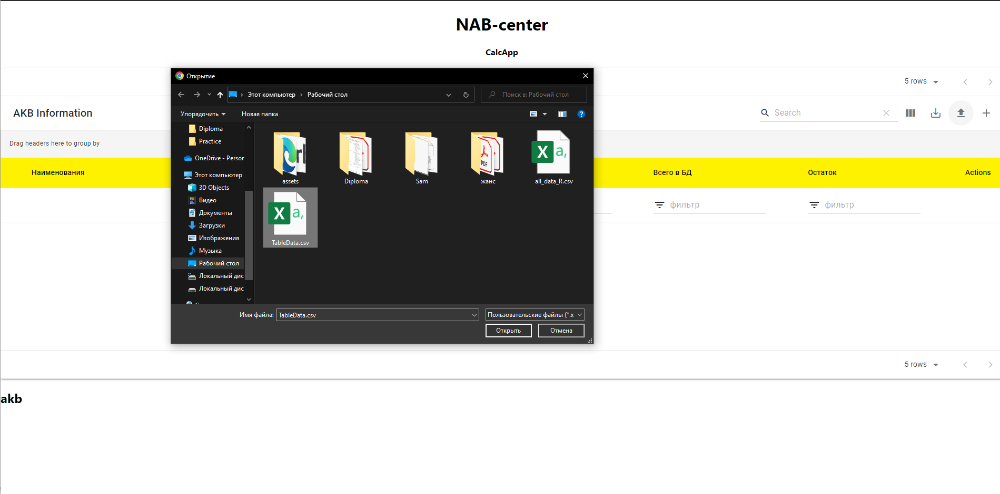 NAB-center
CalcApp
5 rows
AKB Information
Search
Drag headers here to group by
Наименования
Всего в БД
Остаток
Actions
фильтр
фильтр
Открытие
Этот компьютер
Рабочий стол
Поиск в: Рабочий стол
Упорядочить
Новая папка
?
Diploma
Practice
OneDrive - Person
Этот компьютер
3D Objects
Видео
Документы
Загрузки
Изображения
Музыка
Рабочий стол
Локальный дис
Локальный дис
assets
Diploma
Sam
PDF
жанс
X a,
all_data_R.csv
X a,
TableData.csv
Имя файла:
TableData.csv
Пользовательские файлы (*.x
Открыть
Отмена
5 rows
akb